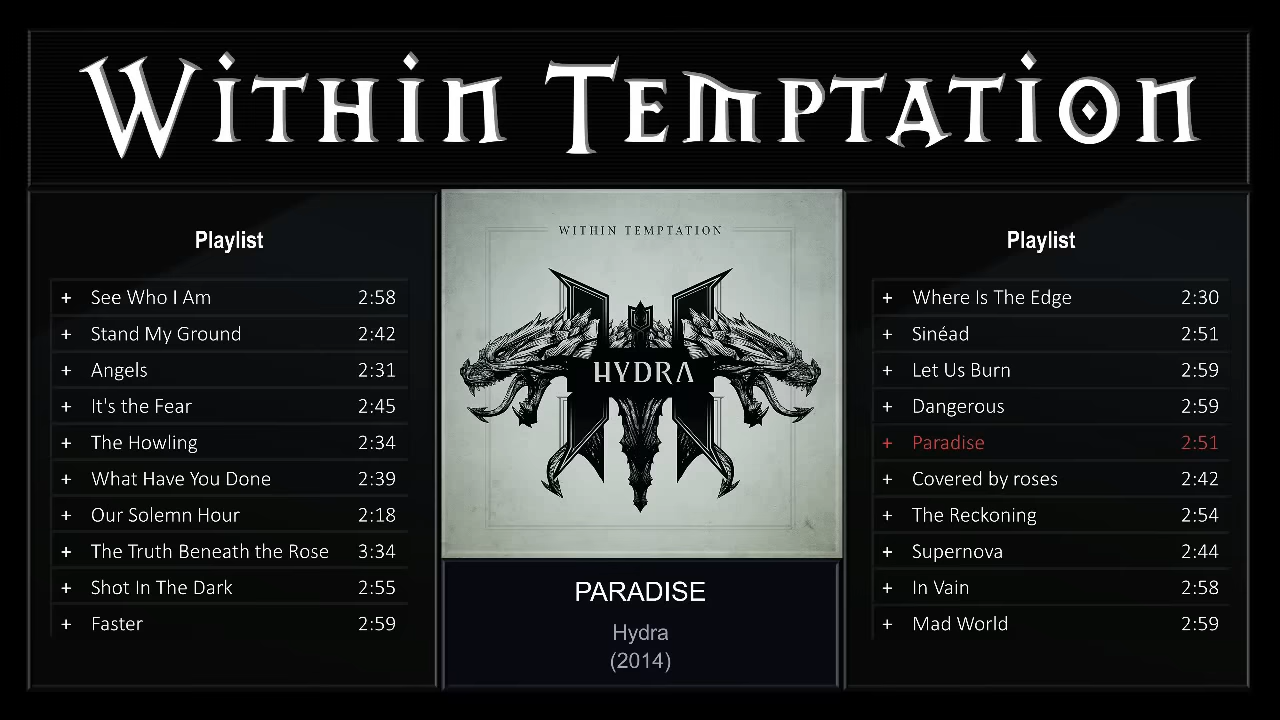 WITHIN TEMPTATION
Playlist
+ See Who I Am 2:58
+ Stand My Ground 2:42
+ Angels 2:31
+ It's the Fear 2:45
+ The Howling 2:34
+ What Have You Done 2:39
+ Our Solemn Hour 2:18
+ The Truth Beneath the Rose 3:34
+ Shot In The Dark 2:55
+ Faster 2:59
WITHIN TEMPTATION
HYDRA
PARADISE
Hydra
(2014)
Playlist
+ Where Is The Edge 2:30
+ Sinéad 2:51
+ Let Us Burn 2:59
+ Dangerous 2:59
+ Paradise 2:51
+ Covered by roses 2:42
+ The Reckoning 2:54
+ Supernova 2:44
+ In Vain 2:58
+ Mad World 2:59